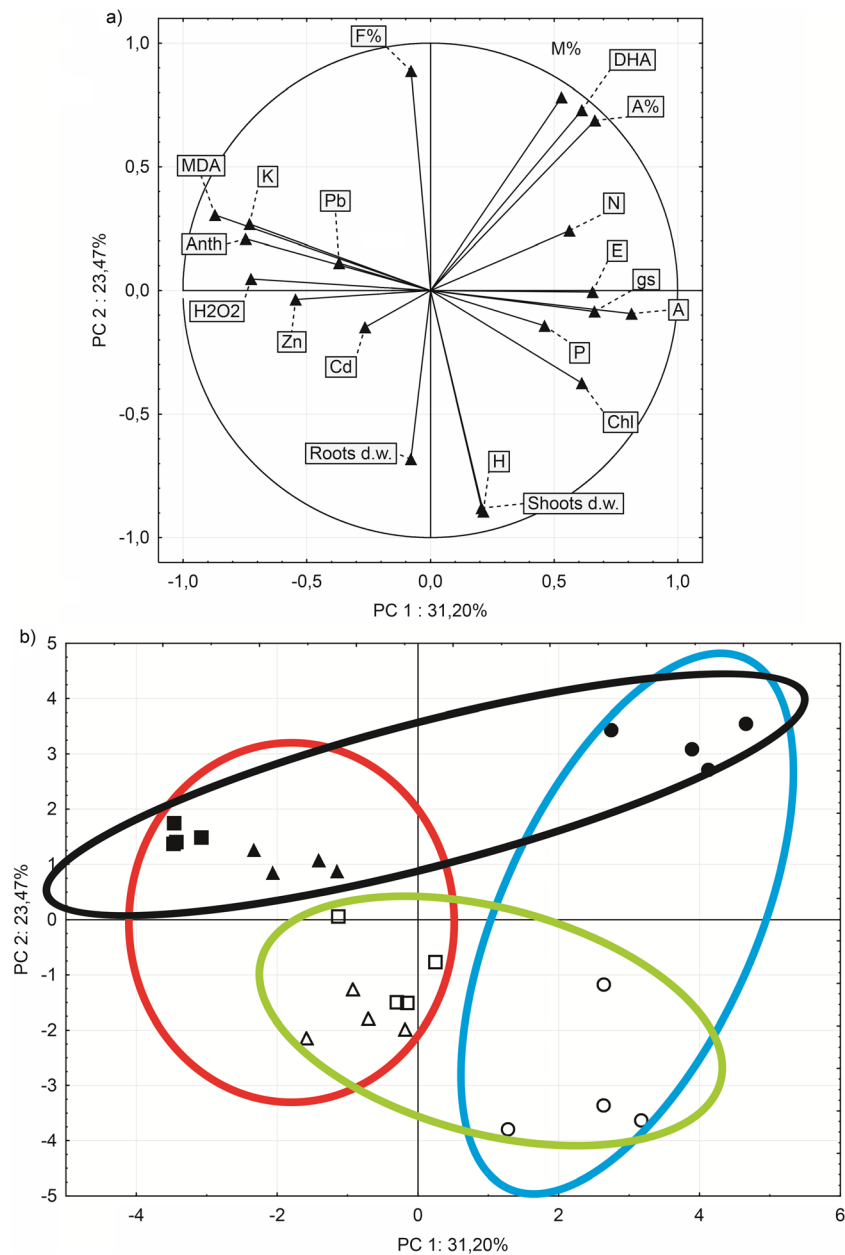 a)
F%
M%
DHA
A%
MDA
K
Pb
Anth
N
E
gs
H2O2
Zn
Cd
A
P
Chl
Roots d.w.
H
Shoots d.w.
1,0
0,5
0,0
-0,5
-1,0
PC 2 : 23,47%
-1,0
-0,5
0,0
0,5
1,0
PC 1 : 31,20%
b)
5
4
3
2
1
0
-1
-2
-3
-4
-5
PC 2: 23,47%
-4
-2
0
2
4
6
PC 1: 31,20%